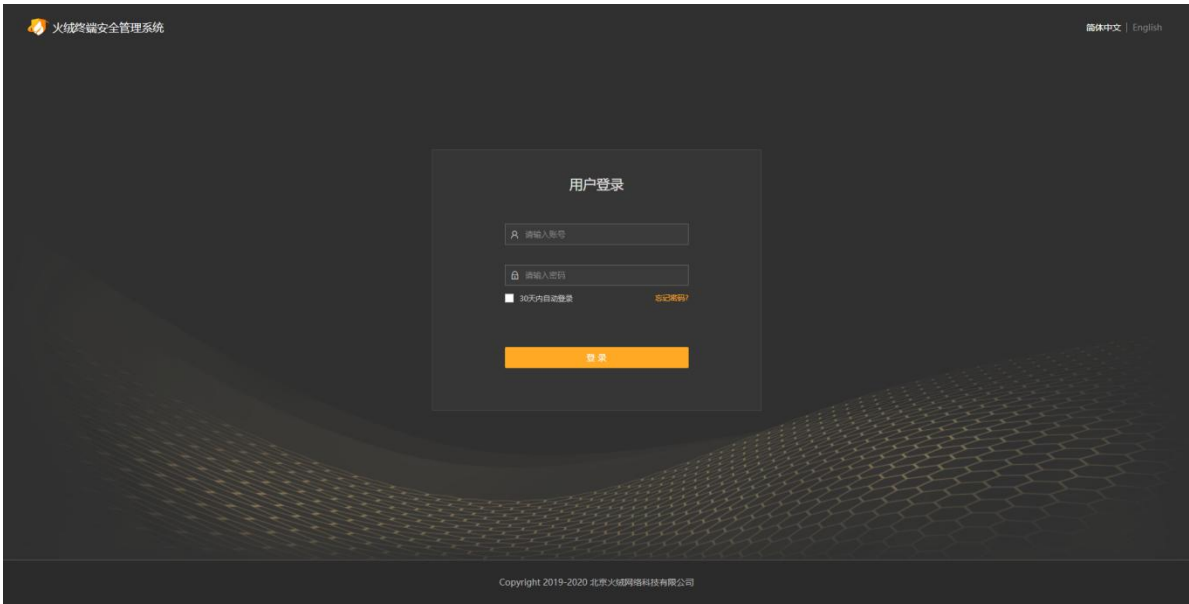 火绒终端安全管理系统
简体中文 | English
用户登录
请输入账号
请输入密码
30天内自动登录 忘记密码?
登 录
Copyright 2019-2020 北京火绒网络科技有限公司